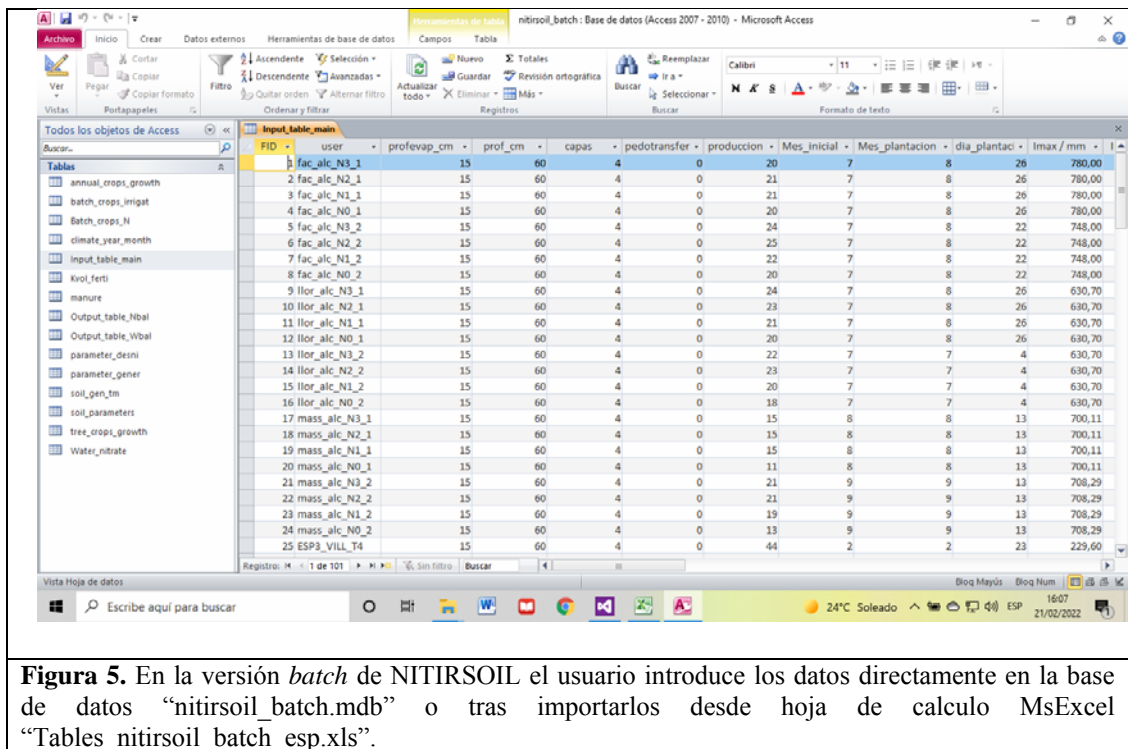 nitirsoil_batch : Base de datos (Access 2007 - 2010) - Microsoft Access
Herramientas de tabla
Archivo Inicio Crear Datos externos Herramientas de base de datos Campos Tabla
Ver
Vistas
Pegar
Cortar
Copiar
Copiar formato
Portapapeles
Filtro
Ascendente
Descendente
Quitar orden
Selección
Avanzadas
Alternar filtro
Ordenar y filtrar
Actualizar todo
Nuevo
Guardar
Eliminar
Totales
Revisión ortográfica
Más
Registros
Buscar
Reemplazar
Ir a
Seleccionar
Buscar
Calibri 11
N K S
Formato de texto
Todos los objetos de Access
Buscar...
Tablas
annual_crops_growth
batch_crops_irrigat
Batch_crops_N
climate_year_month
Input_table_main
Kvol_ferti
manure
Output_table_Nbal
Output_table_Wbal
parameter_desni
parameter_gener
soil_gen_tm
soil_parameters
tree_crops_growth
Water_nitrate
Input_table_main
FID user profevap_cm prof_cm capas pedotransfer produccion Mes_inicial Mes_plantacion dia_plantaci Imax / mm
1 fac_alc_N3_1 15 60 4 0 20 7 8 26 780,00
2 fac_alc_N2_1 15 60 4 0 21 7 8 26 780,00
3 fac_alc_N1_1 15 60 4 0 21 7 8 26 780,00
4 fac_alc_N0_1 15 60 4 0 20 7 8 26 780,00
5 fac_alc_N3_2 15 60 4 0 24 7 8 22 748,00
6 fac_alc_N2_2 15 60 4 0 25 7 8 22 748,00
7 fac_alc_N1_2 15 60 4 0 22 7 8 22 748,00
8 fac_alc_N0_2 15 60 4 0 20 7 8 22 748,00
9 llor_alc_N3_1 15 60 4 0 24 7 8 26 630,70
10 llor_alc_N2_1 15 60 4 0 23 7 8 26 630,70
11 llor_alc_N1_1 15 60 4 0 21 7 8 26 630,70
12 llor_alc_N0_1 15 60 4 0 20 7 8 26 630,70
13 llor_alc_N3_2 15 60 4 0 22 7 7 4 630,70
14 llor_alc_N2_2 15 60 4 0 23 7 7 4 630,70
15 llor_alc_N1_2 15 60 4 0 20 7 7 4 630,70
16 llor_alc_N0_2 15 60 4 0 18 7 7 4 630,70
17 mass_alc_N3_1 15 60 4 0 15 8 8 13 700,11
18 mass_alc_N2_1 15 60 4 0 15 8 8 13 700,11
19 mass_alc_N1_1 15 60 4 0 15 8 8 13 700,11
20 mass_alc_N0_1 15 60 4 0 11 8 8 13 700,11
21 mass_alc_N3_2 15 60 4 0 21 9 9 13 708,29
22 mass_alc_N2_2 15 60 4 0 21 9 9 13 708,29
23 mass_alc_N1_2 15 60 4 0 19 9 9 13 708,29
24 mass_alc_N0_2 15 60 4 0 13 9 9 13 708,29
25 ESP3_VILL_T4 15 60 4 0 44 2 2 23 229,60
Registro: 1 de 101 Sin filtro Buscar
Vista Hoja de datos Bloq Mayús Bloq Num
Escribe aquí para buscar 24°C Soleado ESP 16:07
21/02/2022
Figura 5. En la versión batch de NITIRSOIL el usuario introduce los datos directamente en la base
de datos “nitirsoil_batch.mdb” o tras importarlos desde hoja de calculo MsExcel
“Tables_nitirsoil_batch_esp.xls”.